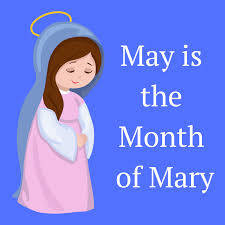 May is
the
Month
of Mary